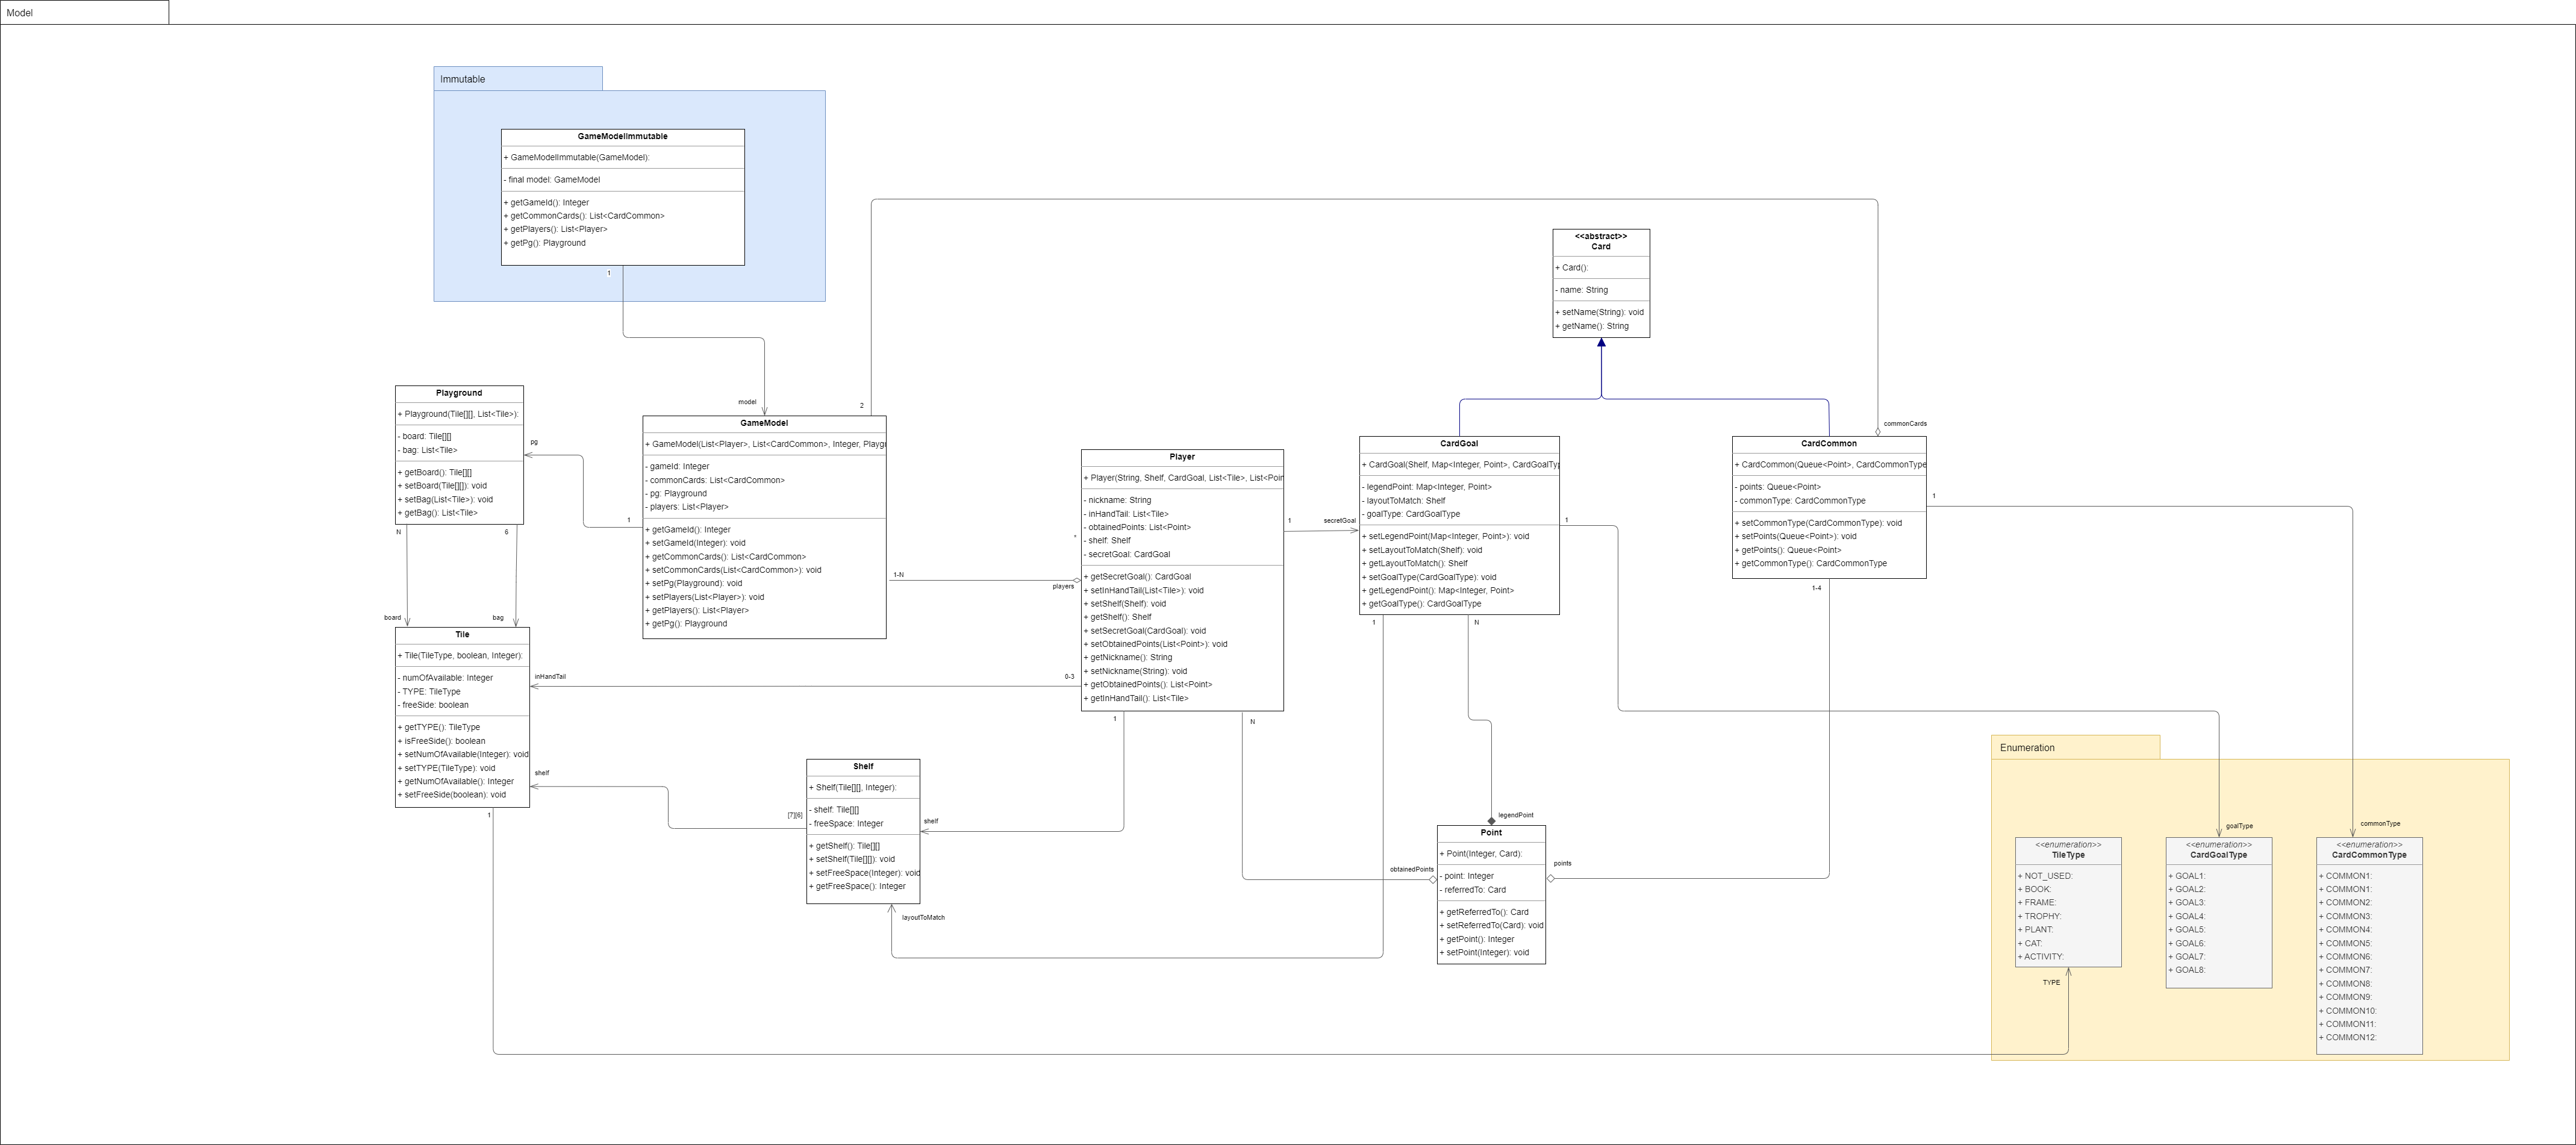 Model
Immutable
GameModelImmutable
+ GameModelImmutable(GameModel):
- final model: GameModel
+ getGameId(): Integer
+ getCommonCards(): List<CardCommon>
+ getPlayers(): List<Player>
+ getPg(): Playground
1
model
2
<<abstract>>
Card
+ Card():
- name: String
+ setName(String): void
+ getName(): String
commonCards
Playground
+ Playground(Tile[][], List<Tile>):
- board: Tile[][]
- bag: List<Tile>
+ getBoard(): Tile[][]
+ setBoard(Tile[][]): void
+ setBag(List<Tile>): void
+ getBag(): List<Tile>
pg
1
N
6
board
bag
GameModel
+ GameModel(List<Player>, List<CardCommon>, Integer, Playgr
- gameId: Integer
- commonCards: List<CardCommon>
- pg: Playground
- players: List<Player>
+ getGameId(): Integer
+ setGameId(Integer): void
+ getCommonCards(): List<CardCommon>
+ setCommonCards(List<CardCommon>): void
+ setPg(Playground): void
+ setPlayers(List<Player>): void
+ getPlayers(): List<Player>
+ getPg(): Playground
1-N
*
players
Player
+ Player(String, Shelf, CardGoal, List<Tile>, List<Poin
- nickname: String
- inHandTail: List<Tile>
- obtainedPoints: List<Point>
- shelf: Shelf
- secretGoal: CardGoal
+ getSecretGoal(): CardGoal
+ setInHandTail(List<Tile>): void
+ setShelf(Shelf): void
+ getShelf(): Shelf
+ setSecretGoal(CardGoal): void
+ setObtainedPoints(List<Point>): void
+ getNickname(): String
+ setNickname(String): void
+ getObtainedPoints(): List<Point>
+ getInHandTail(): List<Tile>
1
secretGoal
CardGoal
+ CardGoal(Shelf, Map<Integer, Point>, CardGoalTyp
- legendPoint: Map<Integer, Point>
- layoutToMatch: Shelf
- goalType: CardGoalType
+ setLegendPoint(Map<Integer, Point>): void
+ setLayoutToMatch(Shelf): void
+ getLayoutToMatch(): Shelf
+ setGoalType(CardGoalType): void
+ getLegendPoint(): Map<Integer, Point>
+ getGoalType(): CardGoalType
1
1
N
CardCommon
+ CardCommon(Queue<Point>, CardCommonType
- points: Queue<Point>
- commonType: CardCommonType
+ setCommonType(CardCommonType): void
+ setPoints(Queue<Point>): void
+ getPoints(): Queue<Point>
+ getCommonType(): CardCommonType
1
1-4
Tile
+ Tile(TileType, boolean, Integer):
- numOfAvailable: Integer
- TYPE: TileType
- freeSide: boolean
+ getTYPE(): TileType
+ isFreeSide(): boolean
+ setNumOfAvailable(Integer): void
+ setTYPE(TileType): void
+ getNumOfAvailable(): Integer
+ setFreeSide(boolean): void
inHandTail
0-3
shelf
1
1
N
Shelf
+ Shelf(Tile[][], Integer):
- shelf: Tile[][]
- freeSpace: Integer
+ getShelf(): Tile[][]
+ setShelf(Tile[][]): void
+ setFreeSpace(Integer): void
+ getFreeSpace(): Integer
[7][6]
shelf
layoutToMatch
legendPoint
Point
+ Point(Integer, Card):
- point: Integer
- referredTo: Card
+ getReferredTo(): Card
+ setReferredTo(Card): void
+ getPoint(): Integer
+ setPoint(Integer): void
obtainedPoints
points
Enumeration
goalType
commonType
<<enumeration>>
TileType
+ NOT_USED:
+ BOOK:
+ FRAME:
+ TROPHY:
+ PLANT:
+ CAT:
+ ACTIVITY:
TYPE
<<enumeration>>
CardGoalType
+ GOAL1:
+ GOAL2:
+ GOAL3:
+ GOAL4:
+ GOAL5:
+ GOAL6:
+ GOAL7:
+ GOAL8:
<<enumeration>>
CardCommonType
+ COMMON1:
+ COMMON1:
+ COMMON2:
+ COMMON3:
+ COMMON4:
+ COMMON5:
+ COMMON6:
+ COMMON7:
+ COMMON8:
+ COMMON9:
+ COMMON10:
+ COMMON11:
+ COMMON12: